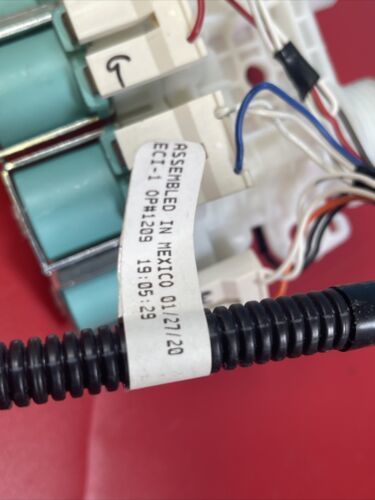 G
ASSEMBLED IN MEXICO 01/27/20
ECI-1 OP#1209 19:05:29